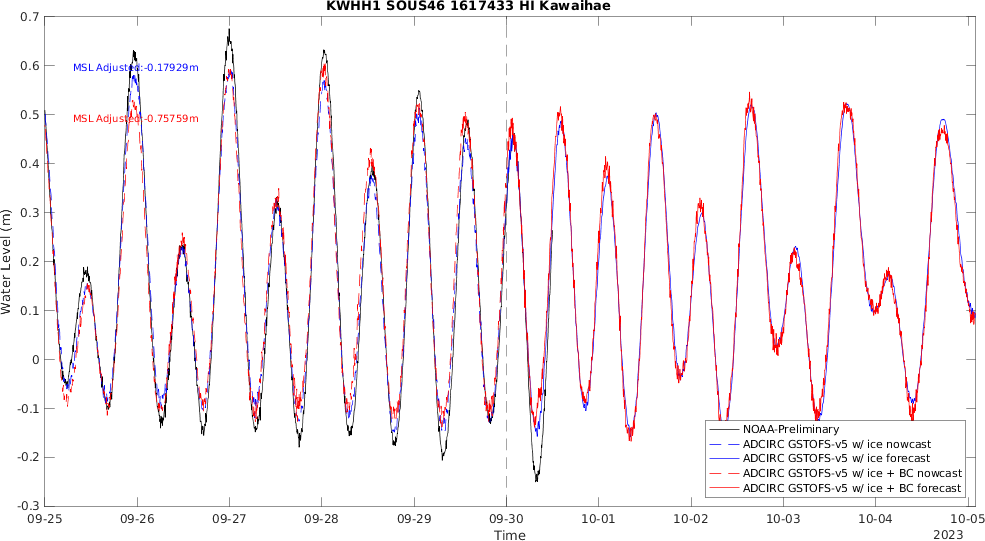 KWHH1 SOUS46 1617433 HI Kawaihae
0.7
0.6
0.5
0.4
0.3
0.2
0.1
0
-0.1
-0.2
-0.3
Water Level (m)
MSL Adjusted:-0.17929m
MSL Adjusted:-0.75759m
NOAA-Preliminary
ADCIRC GSTOFS-v5 w/ ice nowcast
ADCIRC GSTOFS-v5 w/ ice forecast
ADCIRC GSTOFS-v5 w/ ice + BC nowcast
ADCIRC GSTOFS-v5 w/ ice + BC forecast
09-25 09-26 09-27 09-28 09-29 09-30 10-01 10-02 10-03 10-04 10-05
Time
2023